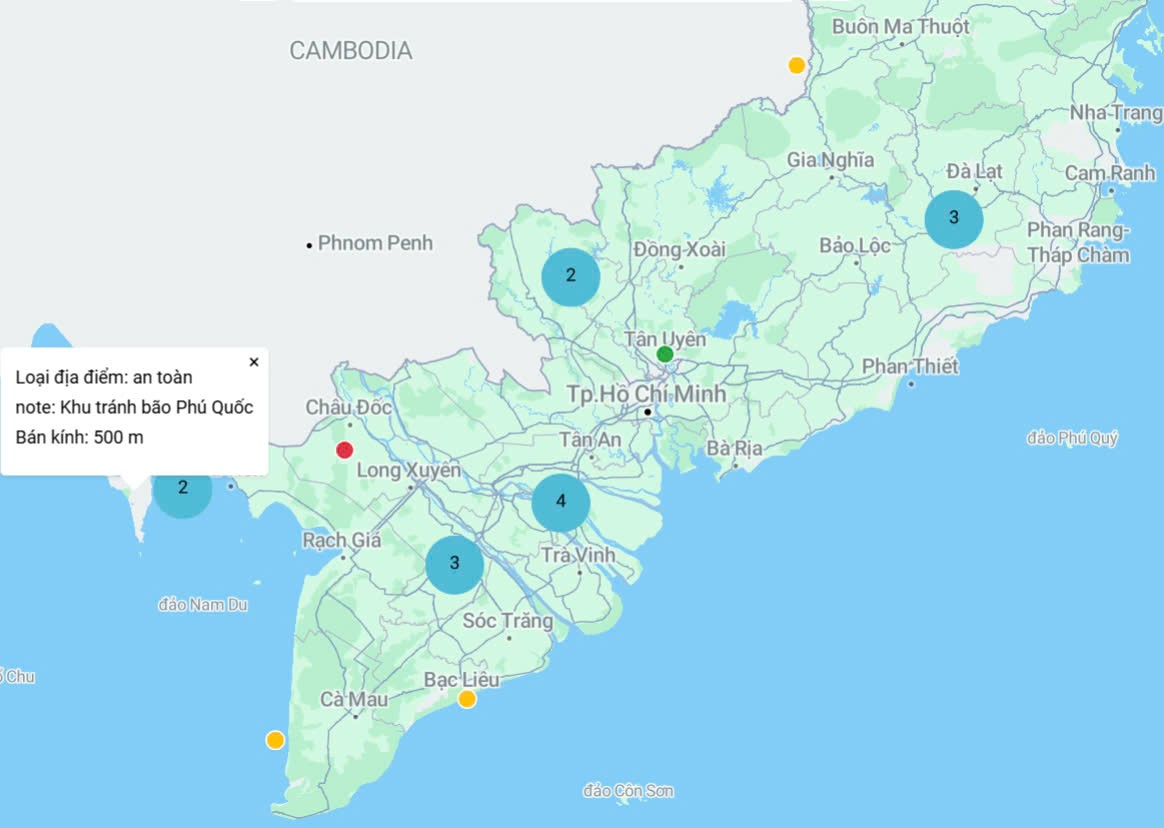 Buôn Ma Thuột
CAMBODIA
Nha Trang
Gia Nghĩa
Đà Lạt
Cam Ranh
3
Phan Rang-
Tháp Chàm
Phnom Penh
Đồng Xoài
Bảo Lộc
2
Tân Uyên
Phan Thiết
×
Loại địa điểm: an toàn
note: Khu tránh bão Phú Quốc
Bán kính: 500 m
Châu Đốc
Tp.Hồ Chí Minh
Tân An
Bà Rịa
đảo Phú Quý
Long Xuyên
2
4
Rạch Giá
Trà Vinh
3
đảo Nam Du
Sóc Trăng
Chu
Bạc Liêu
Cà Mau
đảo Côn Sơn